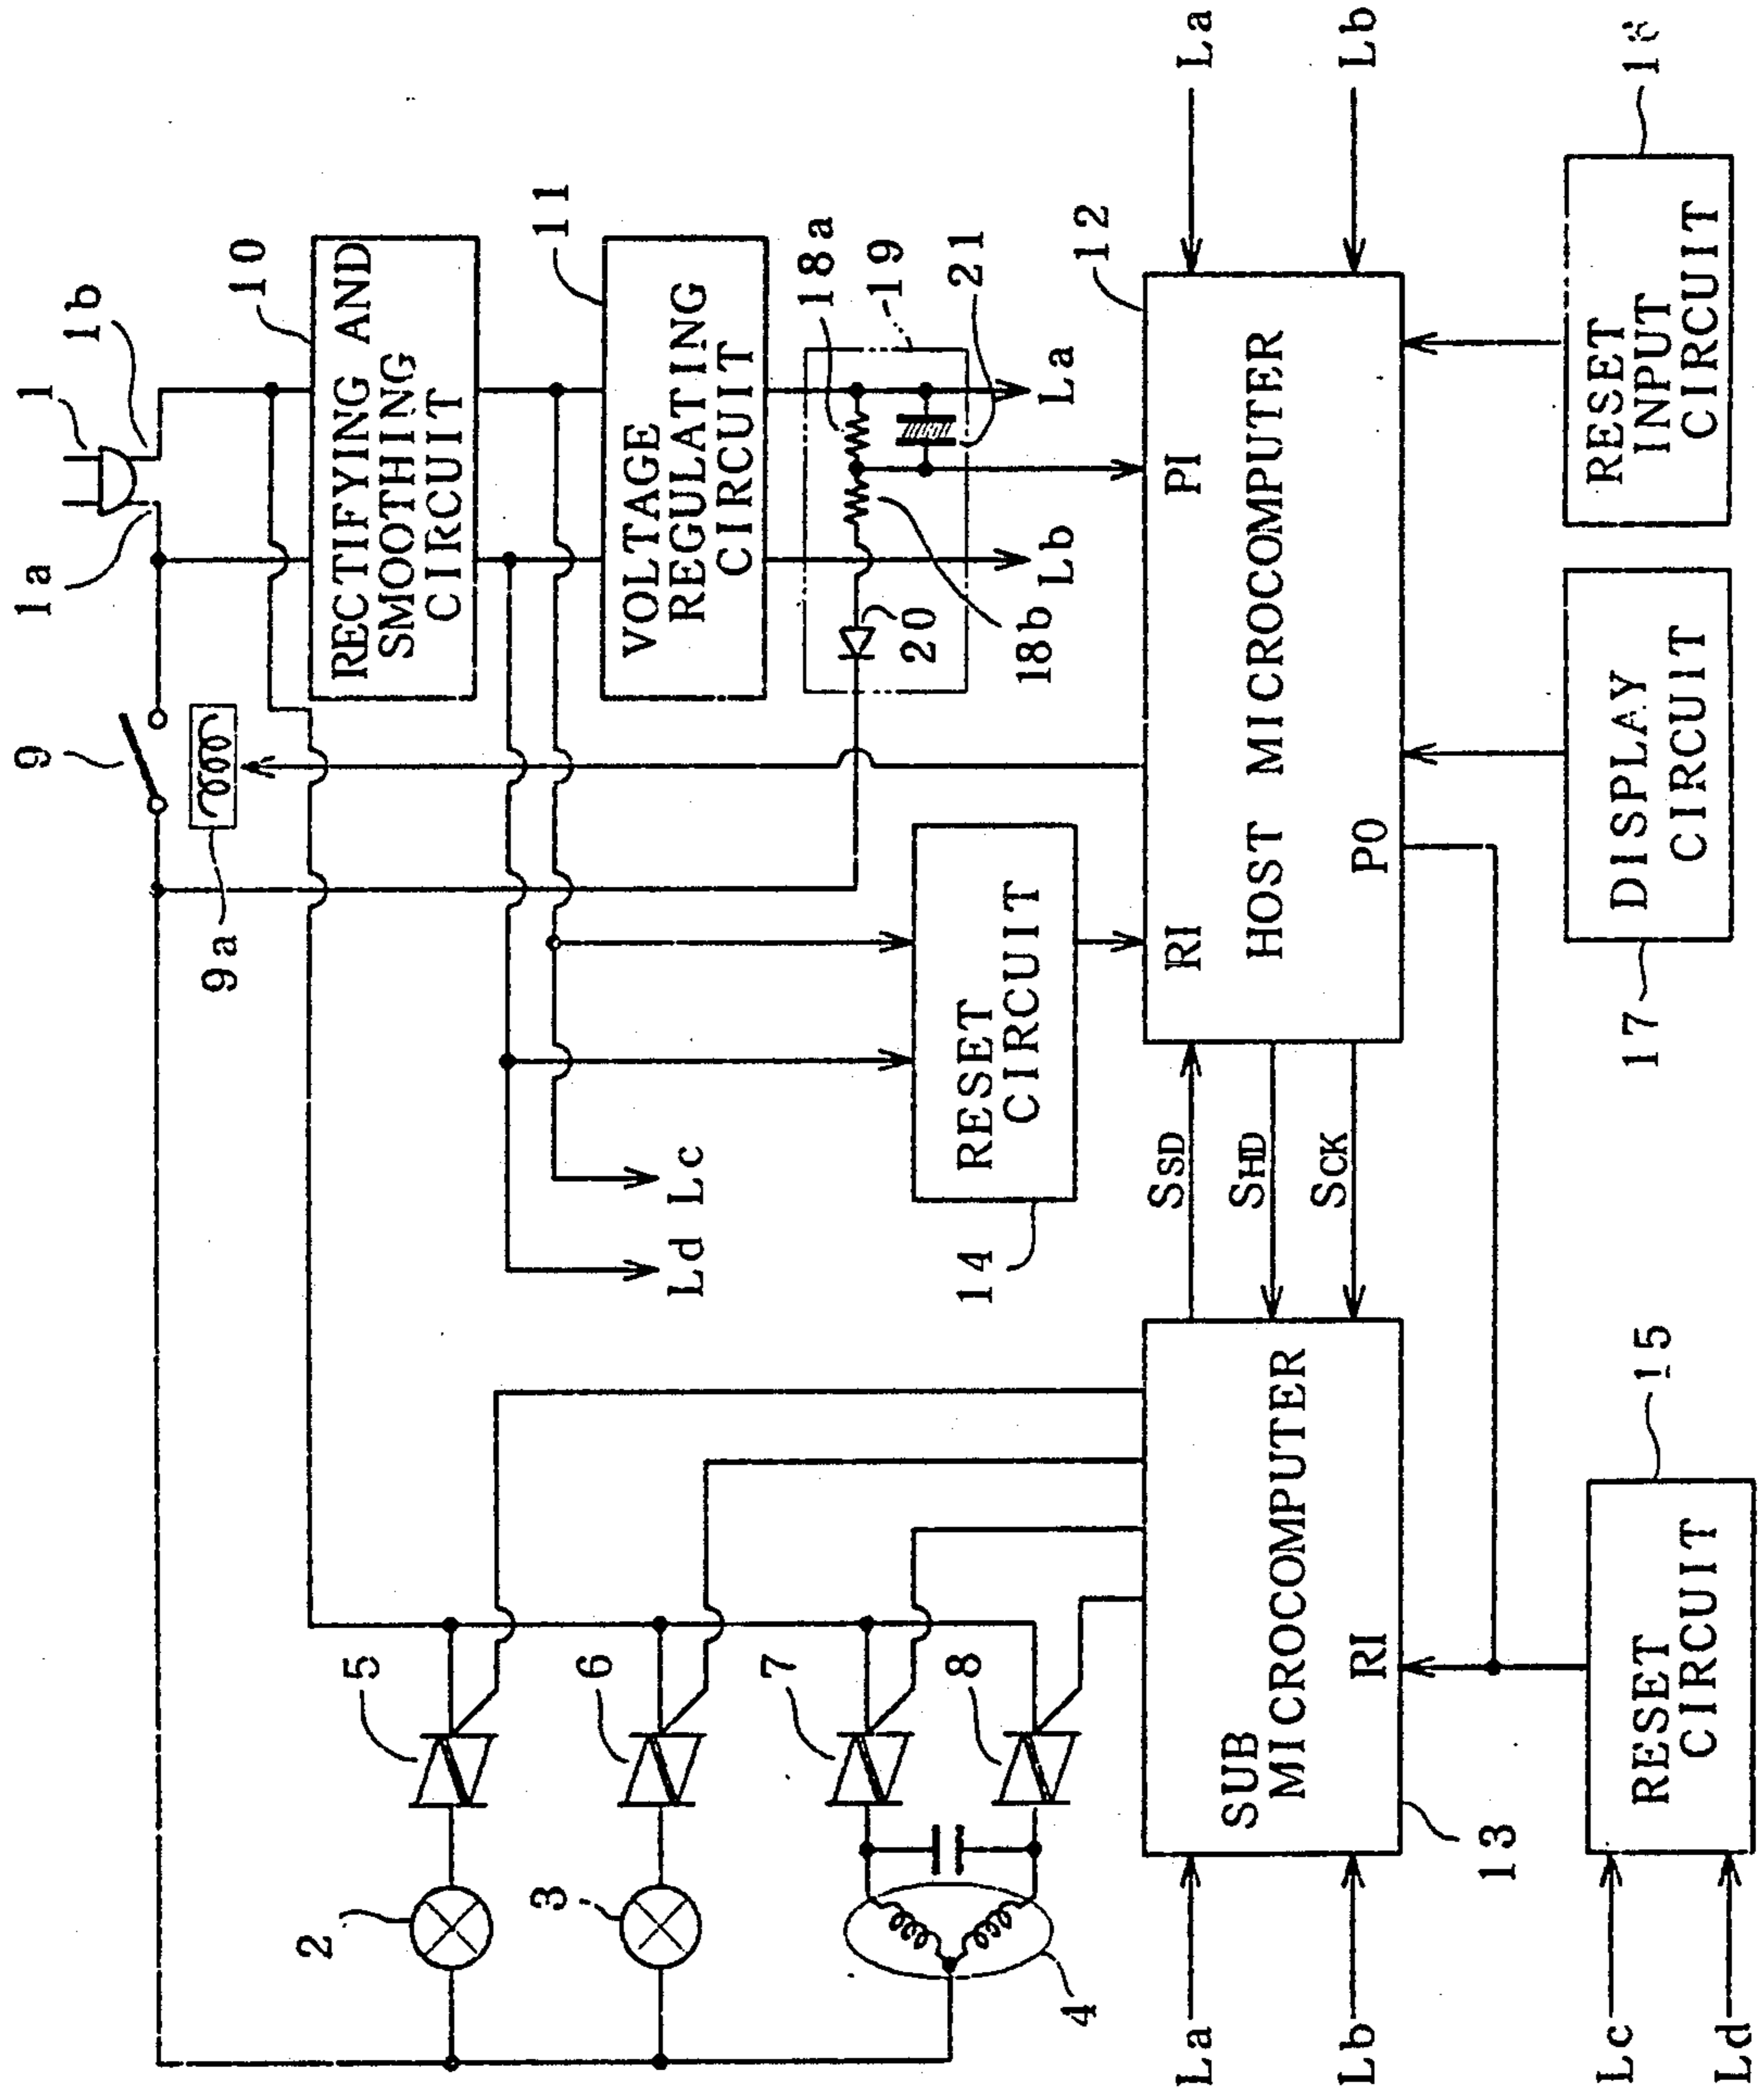 1
1a
1b
9
9a
10
RECTIFYING AND
SMOOTHING
CIRCUIT
11
VOLTAGE
REGULATING
CIRCUIT
18a
19
21
20
18b
La
Lb
Ld
Lc
14
RESET
CIRCUIT
12
HOST MICROCOMPUTER
PI
RI
PO
La
Lb
RESET
INPUT
CIRCUIT
17
DISPLAY
CIRCUIT
SSD
SHD
SCK
5
6
7
8
2
3
4
SUB
MICROCOMPUTER
RI
13
La
Lb
15
RESET
CIRCUIT
Lc
Ld